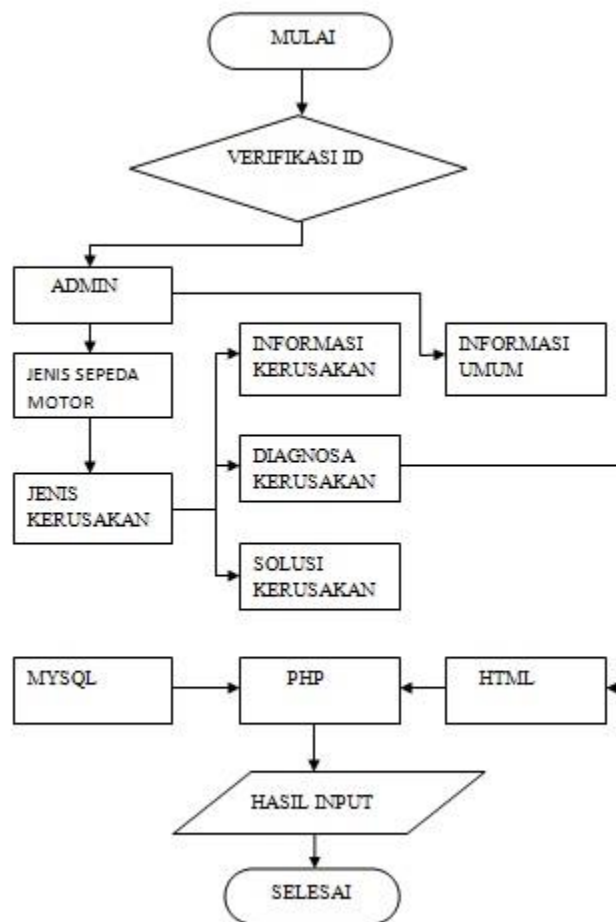 MULAI
VERIFIKASI ID
ADMIN
JENIS SEPEDA
MOTOR
JENIS
KERUSAKAN
INFORMASI
KERUSAKAN
INFORMASI
UMUM
DIAGNOSA
KERUSAKAN
SOLUSI
KERUSAKAN
MYSQL
PHP
HTML
HASIL INPUT
SELESAI